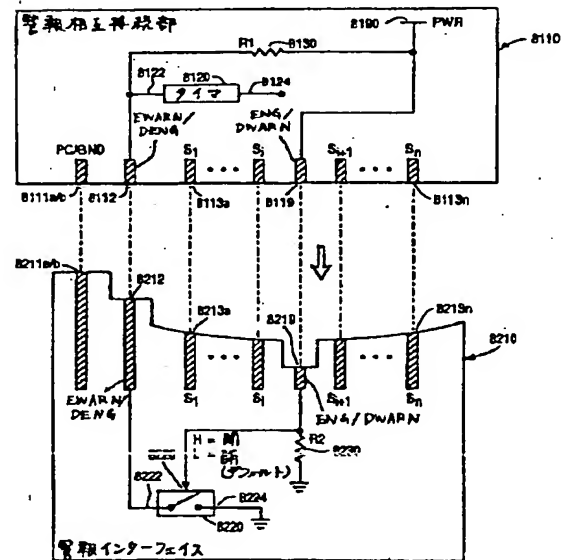 警報相互接続部
8190
PWR
R1
8130
8110
8122
8120
8124
タイマ
EWARN/
DENG
ENG/
DWARN
PC/GND
S1
Si
Si+1
Sn
8111a/b
8112
8113a
8119
8113n
8211a/b
8212
8213a
8219
8213n
8210
EWARN/
DENG
S1
Si
ENG/DWARN
Si+1
Sn
R2
8230
(デフォルト)
8222
8224
8220
警報インターフェイス